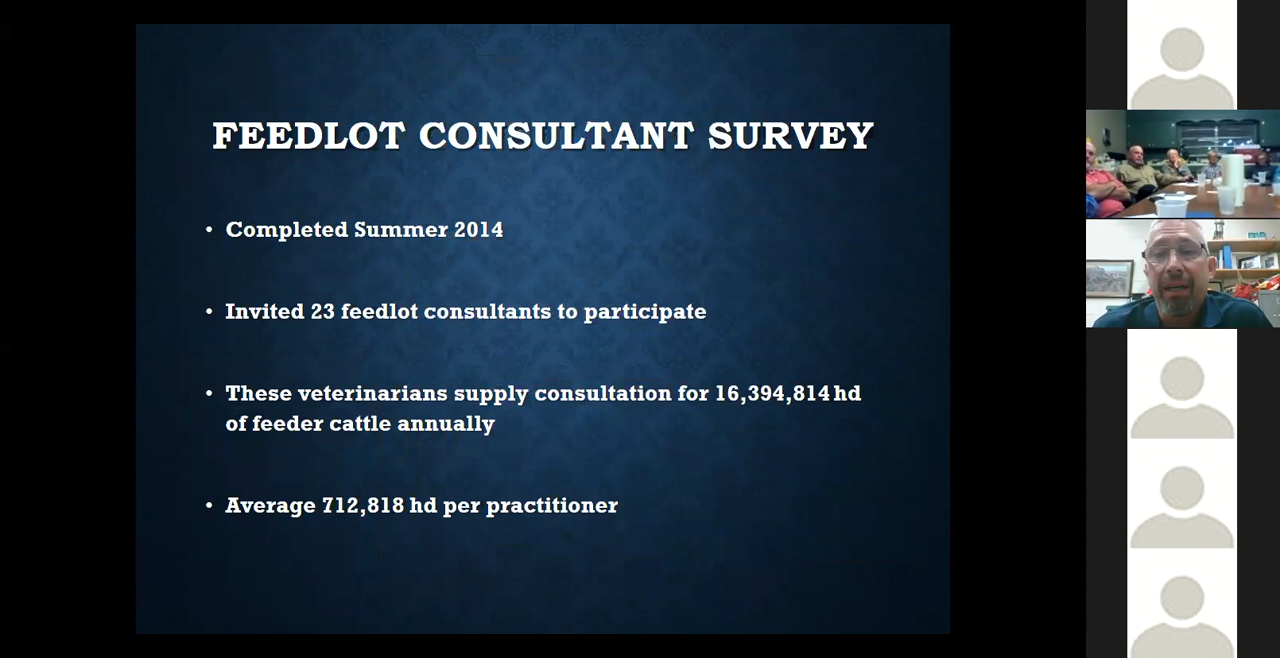 FEEDLOT CONSULTANT SURVEY
• Completed Summer 2014
• Invited 23 feedlot consultants to participate
• These veterinarians supply consultation for 16,394,814 hd
of feeder cattle annually
• Average 712,818 hd per practitioner